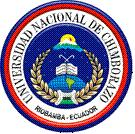 UNIVERSIDAD NACIONAL DE CHIMBORAZO
RIOBAMBA - ECUADOR